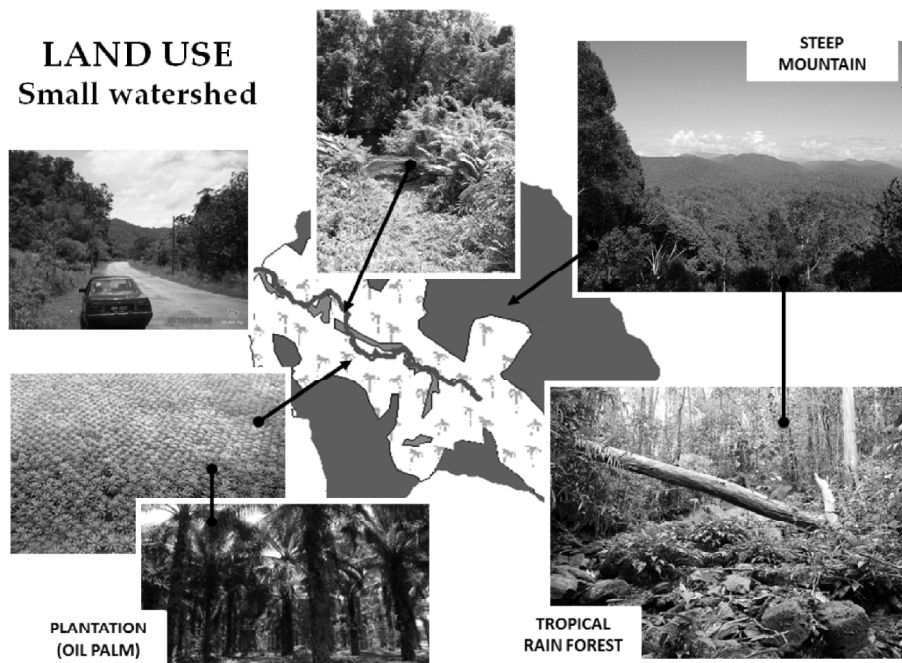 LAND USE
Small watershed
STEEP
MOUNTAIN
PLANTATION
(OIL PALM)
TROPICAL
RAIN FOREST